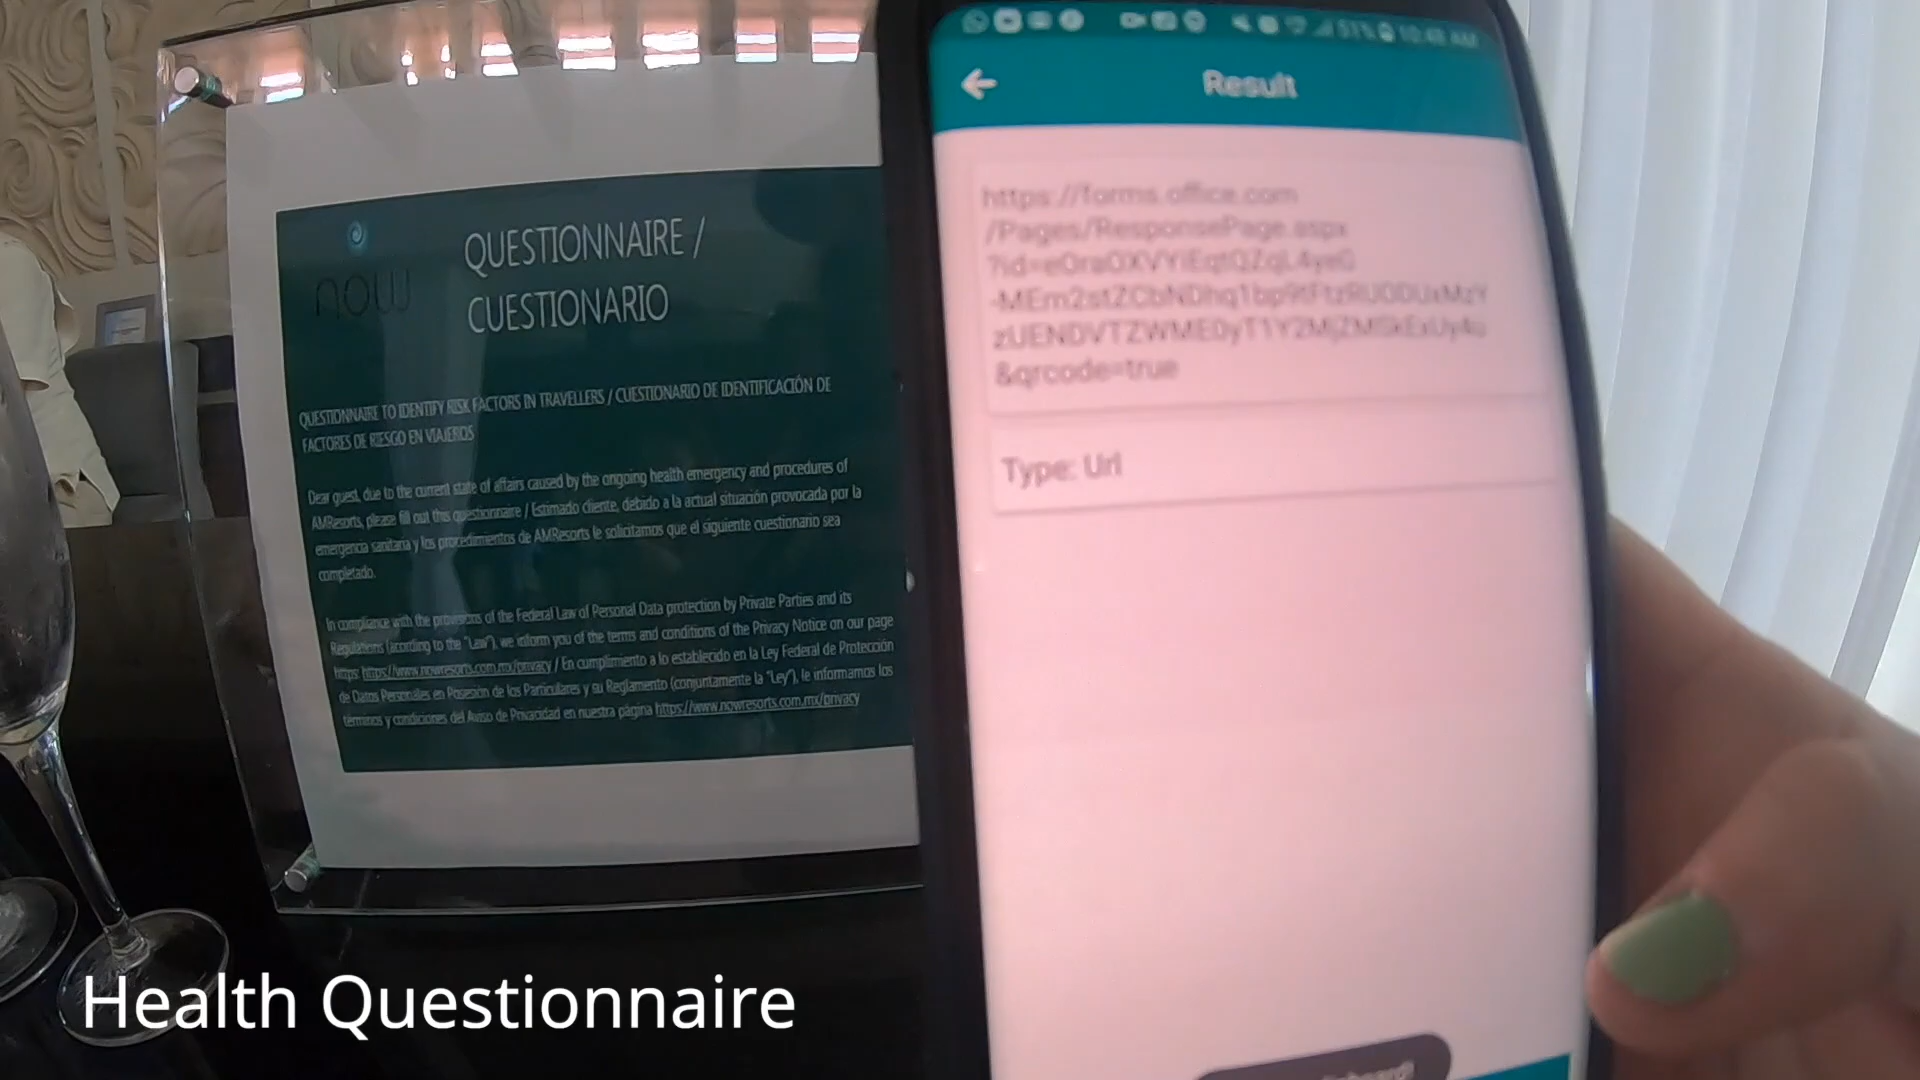 now
QUESTIONNAIRE /
CUESTIONARIO
QUESTIONNAIRE TO IDENTIFY RISK FACTORS IN TRAVELLERS / CUESTIONARIO DE IDENTIFICACIÓN DE
FACTORES DE RIESGO EN VIAJEROS
Dear guest, due to the current state of affairs caused by the ongoing health emergency and procedures of
AMResorts, please fill out this questionnaire / Estimado cliente, debido a la actual situación provocada por la
emergencia sanitaria y los procedimientos de AMResorts le solicitamos que el siguiente cuestionario sea
completado.
In compliance with the provisions of the Federal Law of Personal Data protection by Private Parties and its
Regulations (acording to the "Law"), we inform you of the terms and conditions of the Privacy Notice on our page
https: https://www.nowresorts.com.mx/privacy / En cumplimiento a lo establecido en la Ley Federal de Protección
de Datos Personales en Posesión de los Particulares y su Reglamento (conjuntamente la "Ley"), le informamos los
términos y condiciones del Aviso de Privacidad en nuestra página https://www.nowresorts.com.mx/privacy
51% 10:48 AM
Result
https://forms.office.com
/Pages/ResponsePage.aspx
&qrcode=true
Type: Url
Health Questionnaire